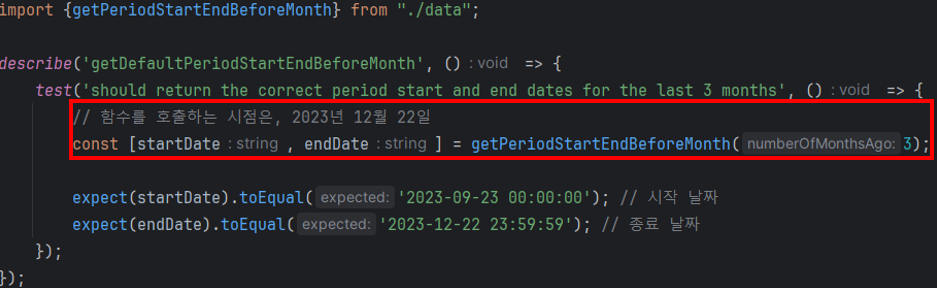 import {getPeriodStartEndBeforeMonth} from "./data";
describe('getDefaultPeriodStartEndBeforeMonth', () :void => {
test('should return the correct period start and end dates for the last 3 months', () :void => {
// 함수를 호출하는 시점은, 2023년 12월 22일
const [startDate :string , endDate :string ] = getPeriodStartEndBeforeMonth( numberOfMonthsAgo: 3);
expect(startDate).toEqual( expected: '2023-09-23 00:00:00'); // 시작 날짜
expect(endDate).toEqual( expected: '2023-12-22 23:59:59'); // 종료 날짜
});
});